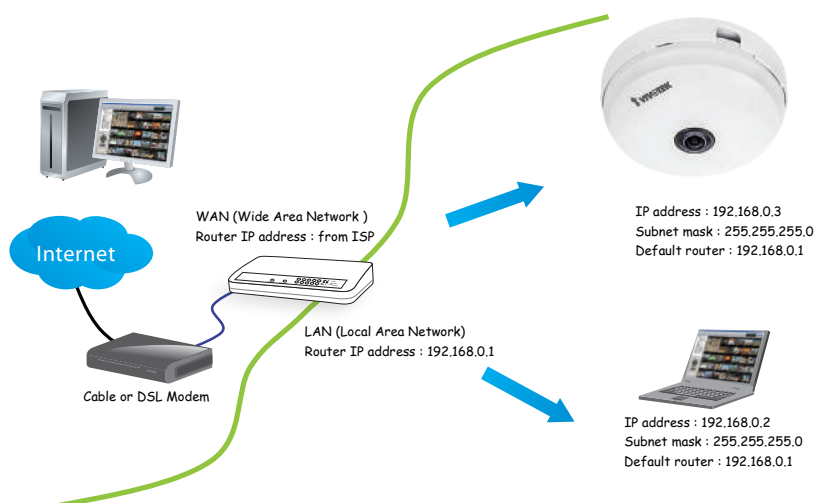 VIVOTEK
IP address : 192.168.0.3
Subnet mask : 255.255.255.0
Default router : 192.168.0.1
WAN (Wide Area Network )
Router IP address : from ISP
Internet
LAN (Local Area Network)
Router IP address : 192.168.0.1
Cable or DSL Modem
IP address : 192.168.0.2
Subnet mask : 255.255.255.0
Default router : 192.168.0.1